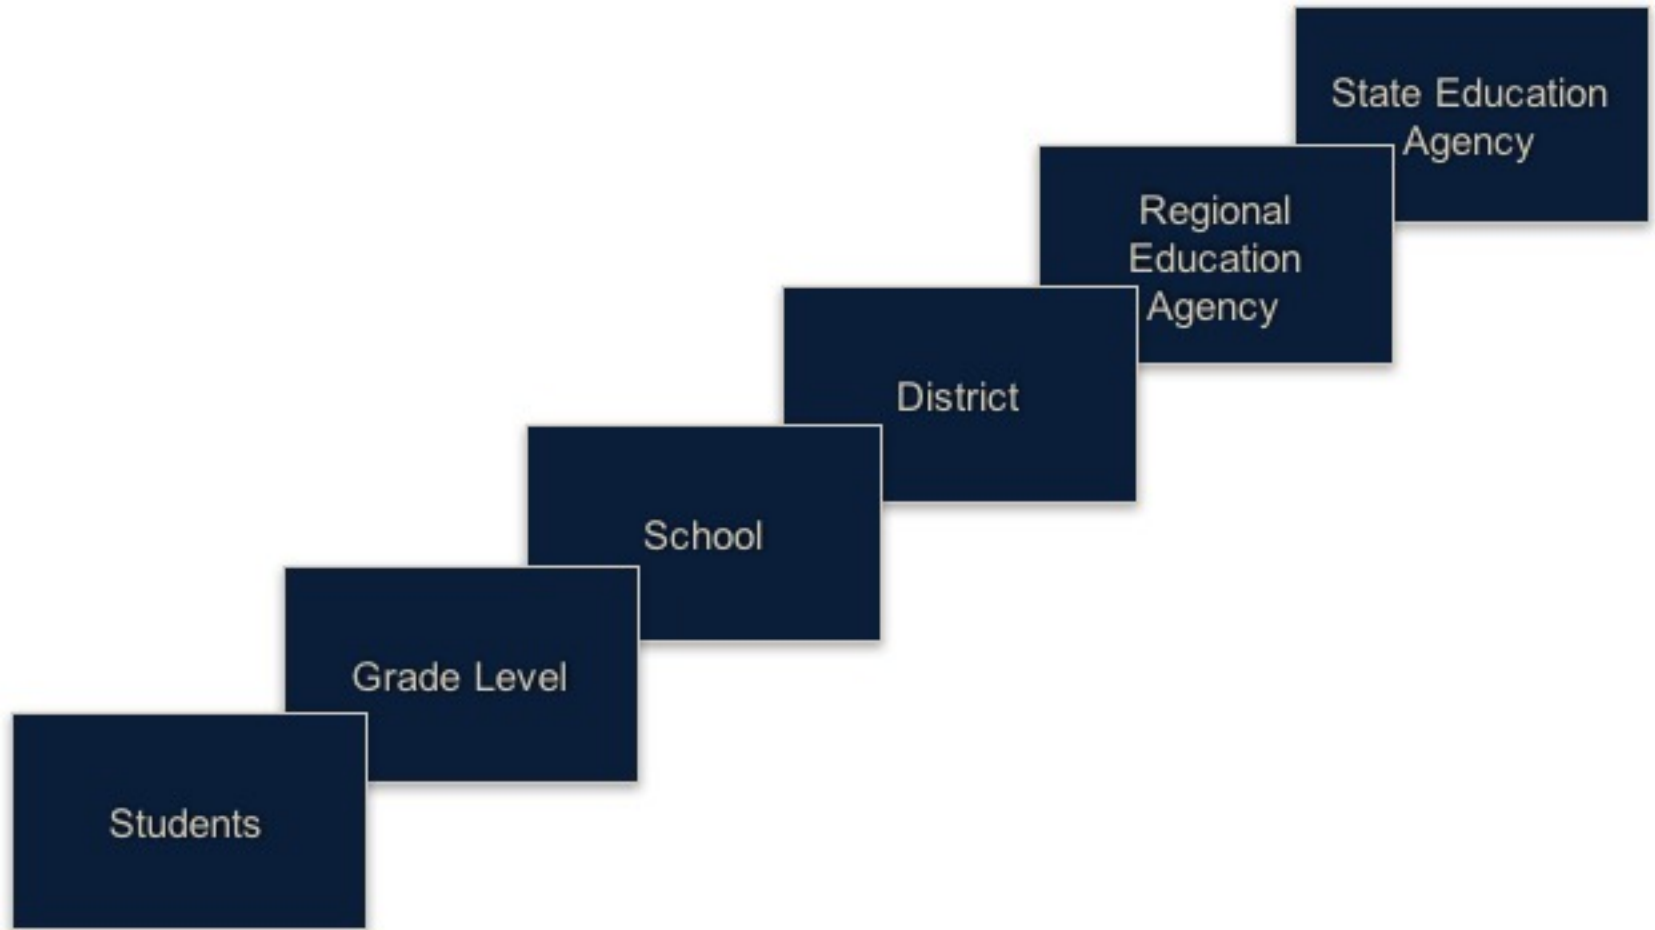 State Education
Agency
Regional
Education
Agency
District
School
Grade Level
Students